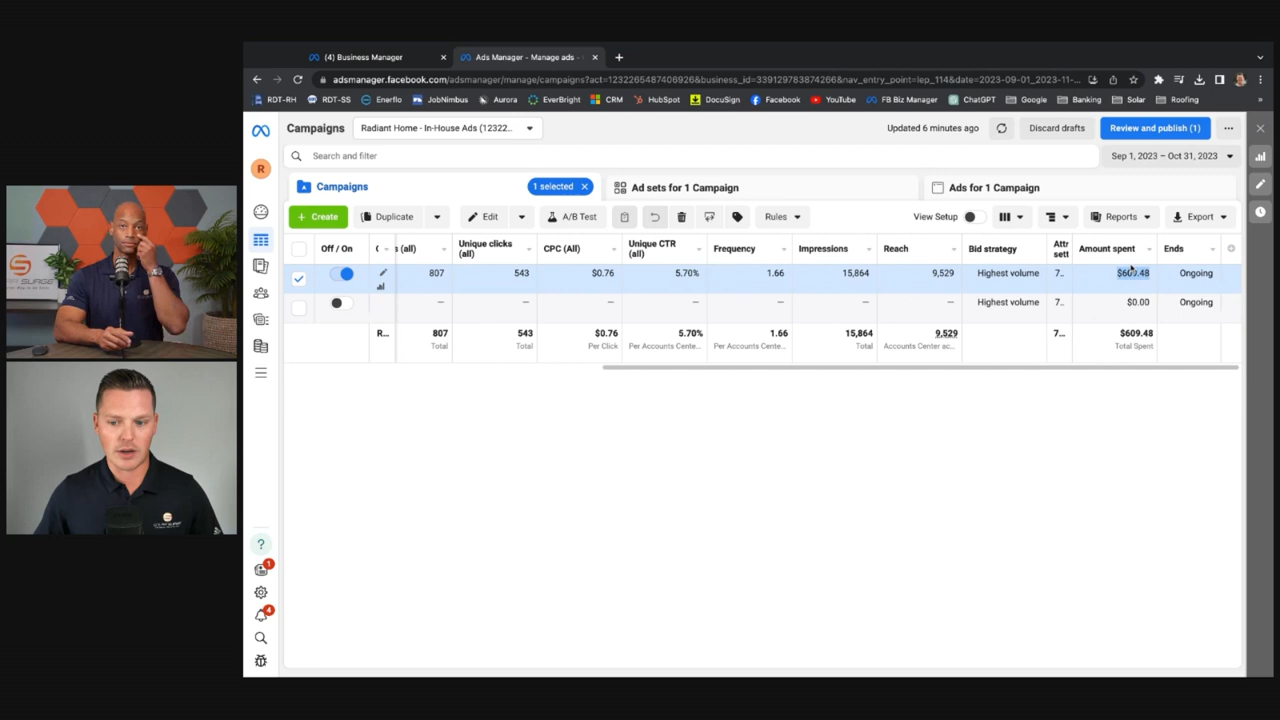 (4) Business Manager
Ads Manager - Manage ads -
adsmanager.facebook.com/adsmanager/manage/campaigns?act=1232265487406926&business_id=339129783874266&nav_entry_point=lep_114&date=2023-09-01_2023-11-...
RDT-RH RDT-SS Enerflo JobNimbus Aurora EverBright CRM HubSpot DocuSign Facebook YouTube FB Biz Manager ChatGPT Google Banking Solar Roofing »
Campaigns Radiant Home - In-House Ads (12322... Updated 6 minutes ago Discard drafts Review and publish (1)
Search and filter Sep 1, 2023 – Oct 31, 2023
R
Campaigns 1 selected Ad sets for 1 Campaign Ads for 1 Campaign
+ Create Duplicate Edit A/B Test Rules View Setup Reports Export
Off / On ( s (all) Unique clicks (all) CPC (All) Unique CTR (all) Frequency Impressions Reach Bid strategy Attr sett Amount spent Ends
807 543 $0.76 5.70% 1.66 15,864 9,529 Highest volume 7.. $609.48 Ongoing
— — — — — — — Highest volume 7.. $0.00 Ongoing
R... 807 543 $0.76 5.70% 1.66 15,864 9,529 7... $609.48
Total Total Per Click Per Accounts Cente... Per Accounts Cente... Total Accounts Center ac... Total Spent
SURGE
?
1
4